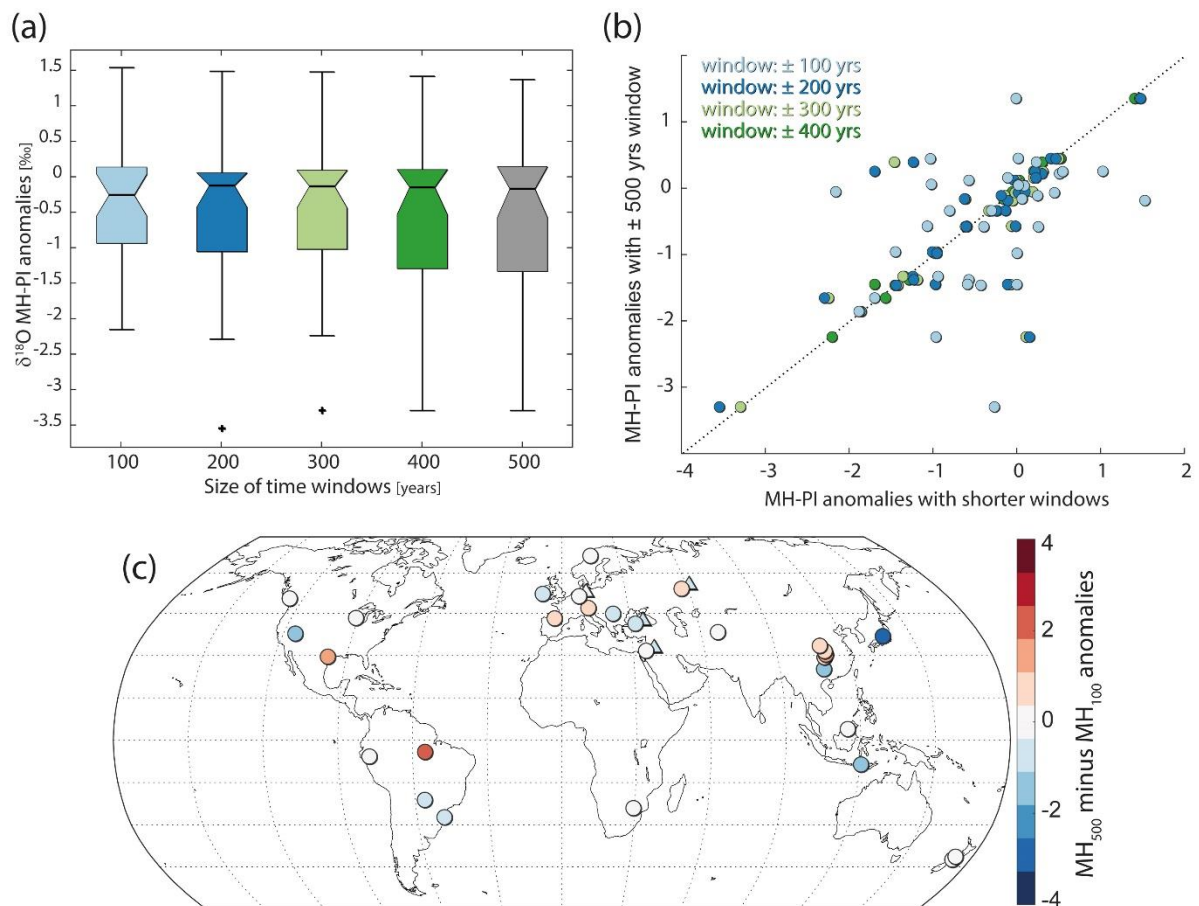 (a)
1.5
1
0.5
0
-0.5
-1
-1.5
-2
-2.5
-3
-3.5
δ¹⁸O MH-PI anomalies [‰]
100 200 300 400 500
Size of time windows [years]
(b)
window: ± 100 yrs
window: ± 200 yrs
window: ± 300 yrs
window: ± 400 yrs
1
0
-1
-2
-3
MH-PI anomalies with ± 500 yrs window
-4 -3 -2 -1 0 1 2
MH-PI anomalies with shorter windows
(c)
4
2
0
-2
-4
MH₅₀₀ minus MH₁₀₀ anomalies